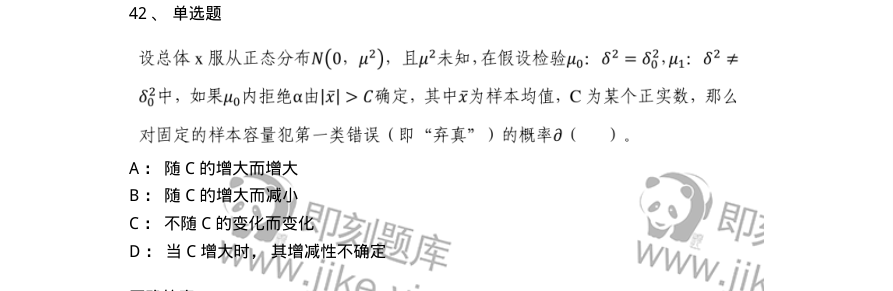 42 、 单选题
设总体 x 服从正态分布N(0，μ²)，且μ²未知,在假设检验μ₀：δ² = δ₀²,μ₁：δ² ≠
δ₀²中，如果μ₀内拒绝α由|x̄| > C确定，其中x̄为样本均值，C 为某个正实数，那么
对固定的样本容量犯第一类错误（即“弃真”）的概率∂（　　）。
A ： 随 C 的增大而增大
B ： 随 C 的增大而减小
C ： 不随 C 的变化而变化
D ： 当 C 增大时， 其增减性不确定
即刻题库
www.jike
即
www.jik